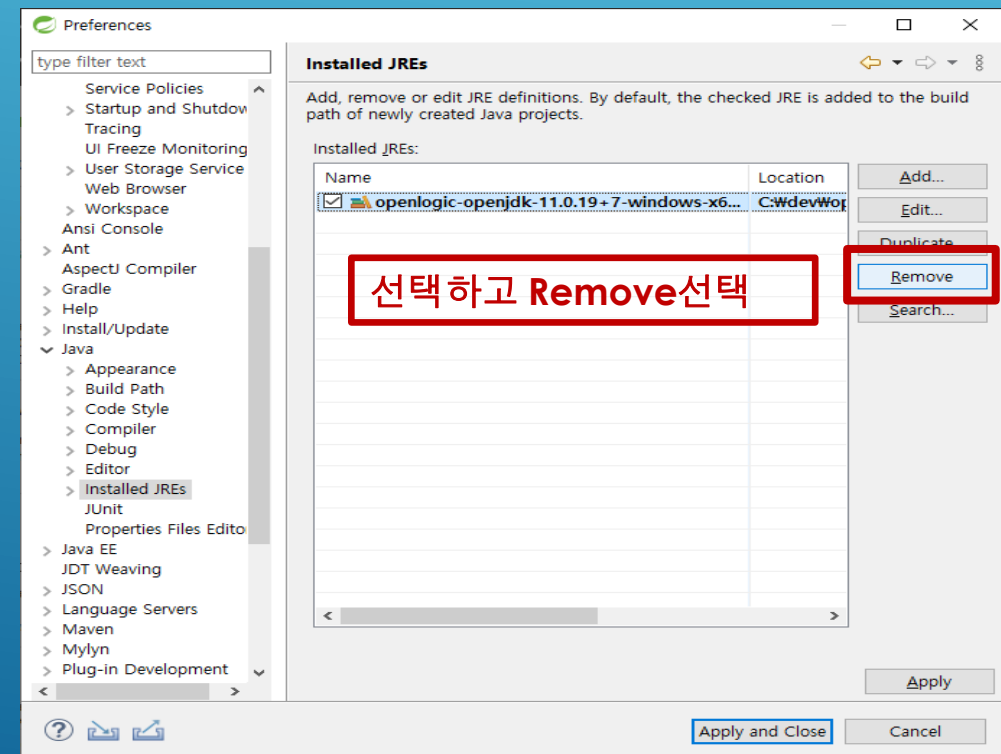 Preferences
type filter text
Installed JREs
Service Policies
Startup and Shutdow
Tracing
UI Freeze Monitoring
User Storage Service
Web Browser
Workspace
Ansi Console
Ant
AspectJ Compiler
Gradle
Help
Install/Update
Java
Appearance
Build Path
Code Style
Compiler
Debug
Editor
Installed JREs
JUnit
Properties Files Edito
Java EE
JDT Weaving
JSON
Language Servers
Maven
Mylyn
Plug-in Development
Add, remove or edit JRE definitions. By default, the checked JRE is added to the build
path of newly created Java projects.
Installed JREs:
Name Location
openlogic-openjdk-11.0.19+7-windows-x6... C:₩dev₩op
Add...
Edit...
Duplicate...
Remove
Search...
선택하고 Remove선택
Apply
Apply and Close
Cancel